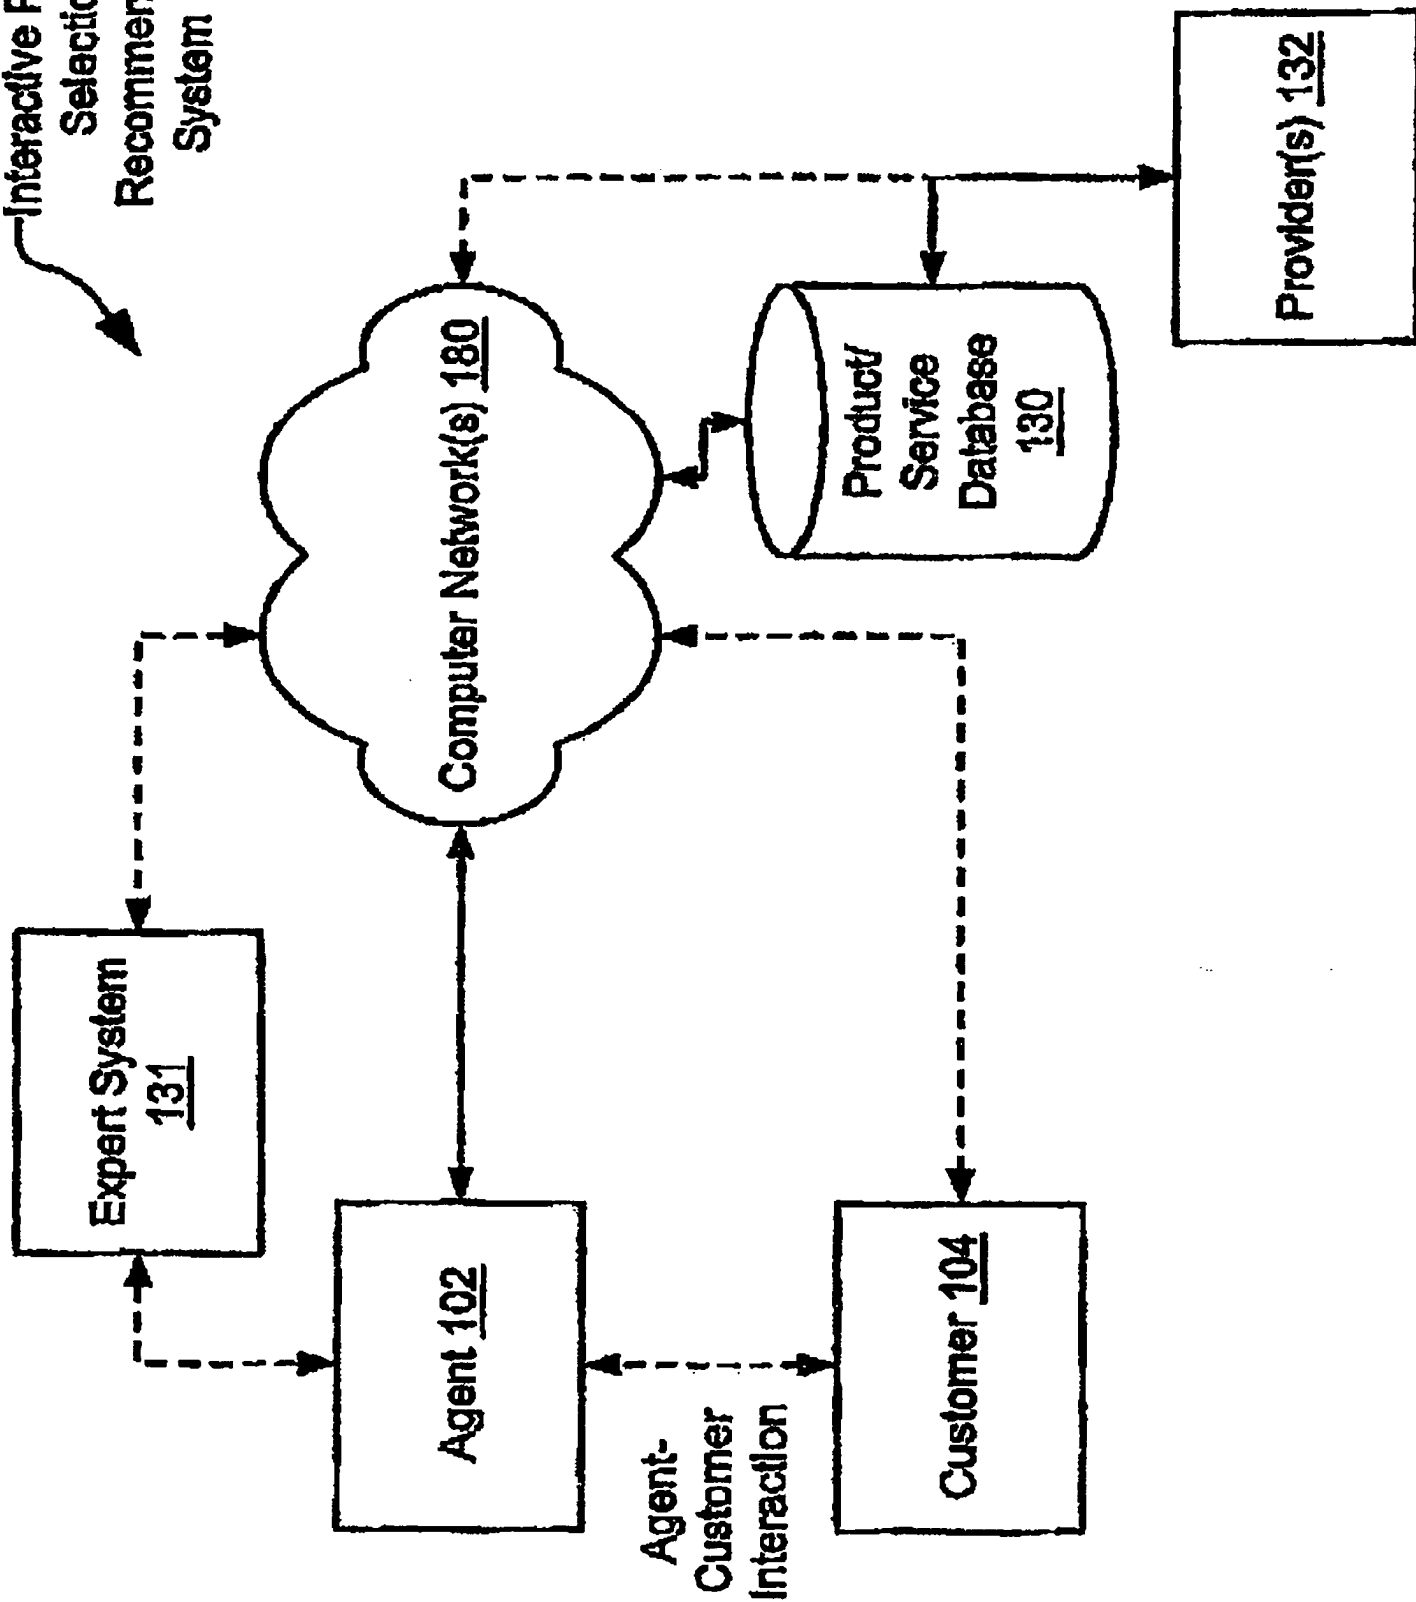 Interactive
Selectio
Recommen
System
Expert System
131
Agent 102
Computer Network(s) 180
Agent-
Customer
Interaction
Product/
Service
Database
130
Customer 104
Provider(s) 132